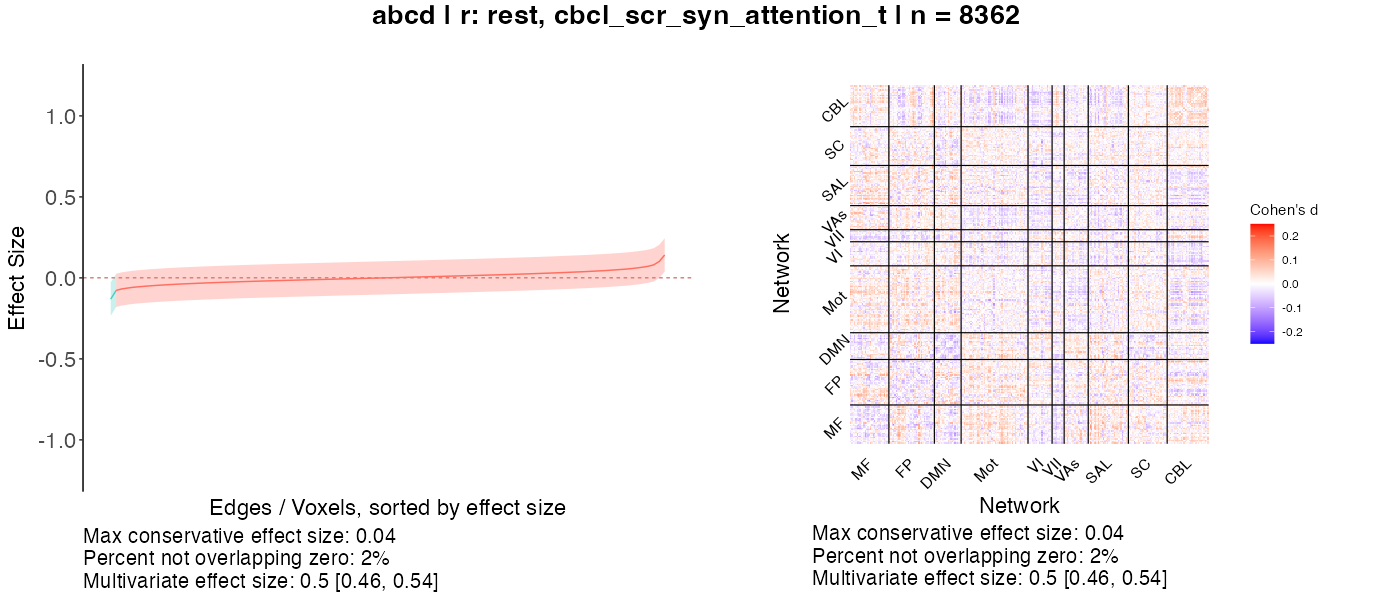 abcd | r: rest, cbcl_scr_syn_attention_t | n = 8362
Effect Size
1.0
0.5
0.0
-0.5
-1.0
Edges / Voxels, sorted by effect size
Max conservative effect size: 0.04
Percent not overlapping zero: 2%
Multivariate effect size: 0.5 [0.46, 0.54]
Network
CBL
SC
SAL
VAs
VII
VI
Mot
DMN
FP
MF
MF
FP
DMN
Mot
VI
VII
VAs
SAL
SC
CBL
Network
Max conservative effect size: 0.04
Percent not overlapping zero: 2%
Multivariate effect size: 0.5 [0.46, 0.54]
Cohen's d
0.2
0.1
0.0
-0.1
-0.2